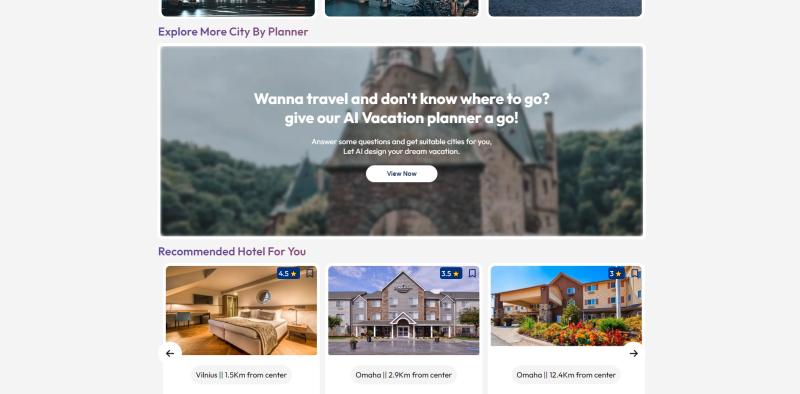 Explore More City By Planner
Wanna travel and don't know where to go?
give our AI Vacation planner a go!
Answer some questions and get suitable cities for you,
Let AI design your dream vacation.
View Now
Recommended Hotel For You
4.5 ★
3.5 ★
3 ★
Vilnius || 1.5Km from center
Omaha || 2.9Km from center
Omaha || 12.4Km from center